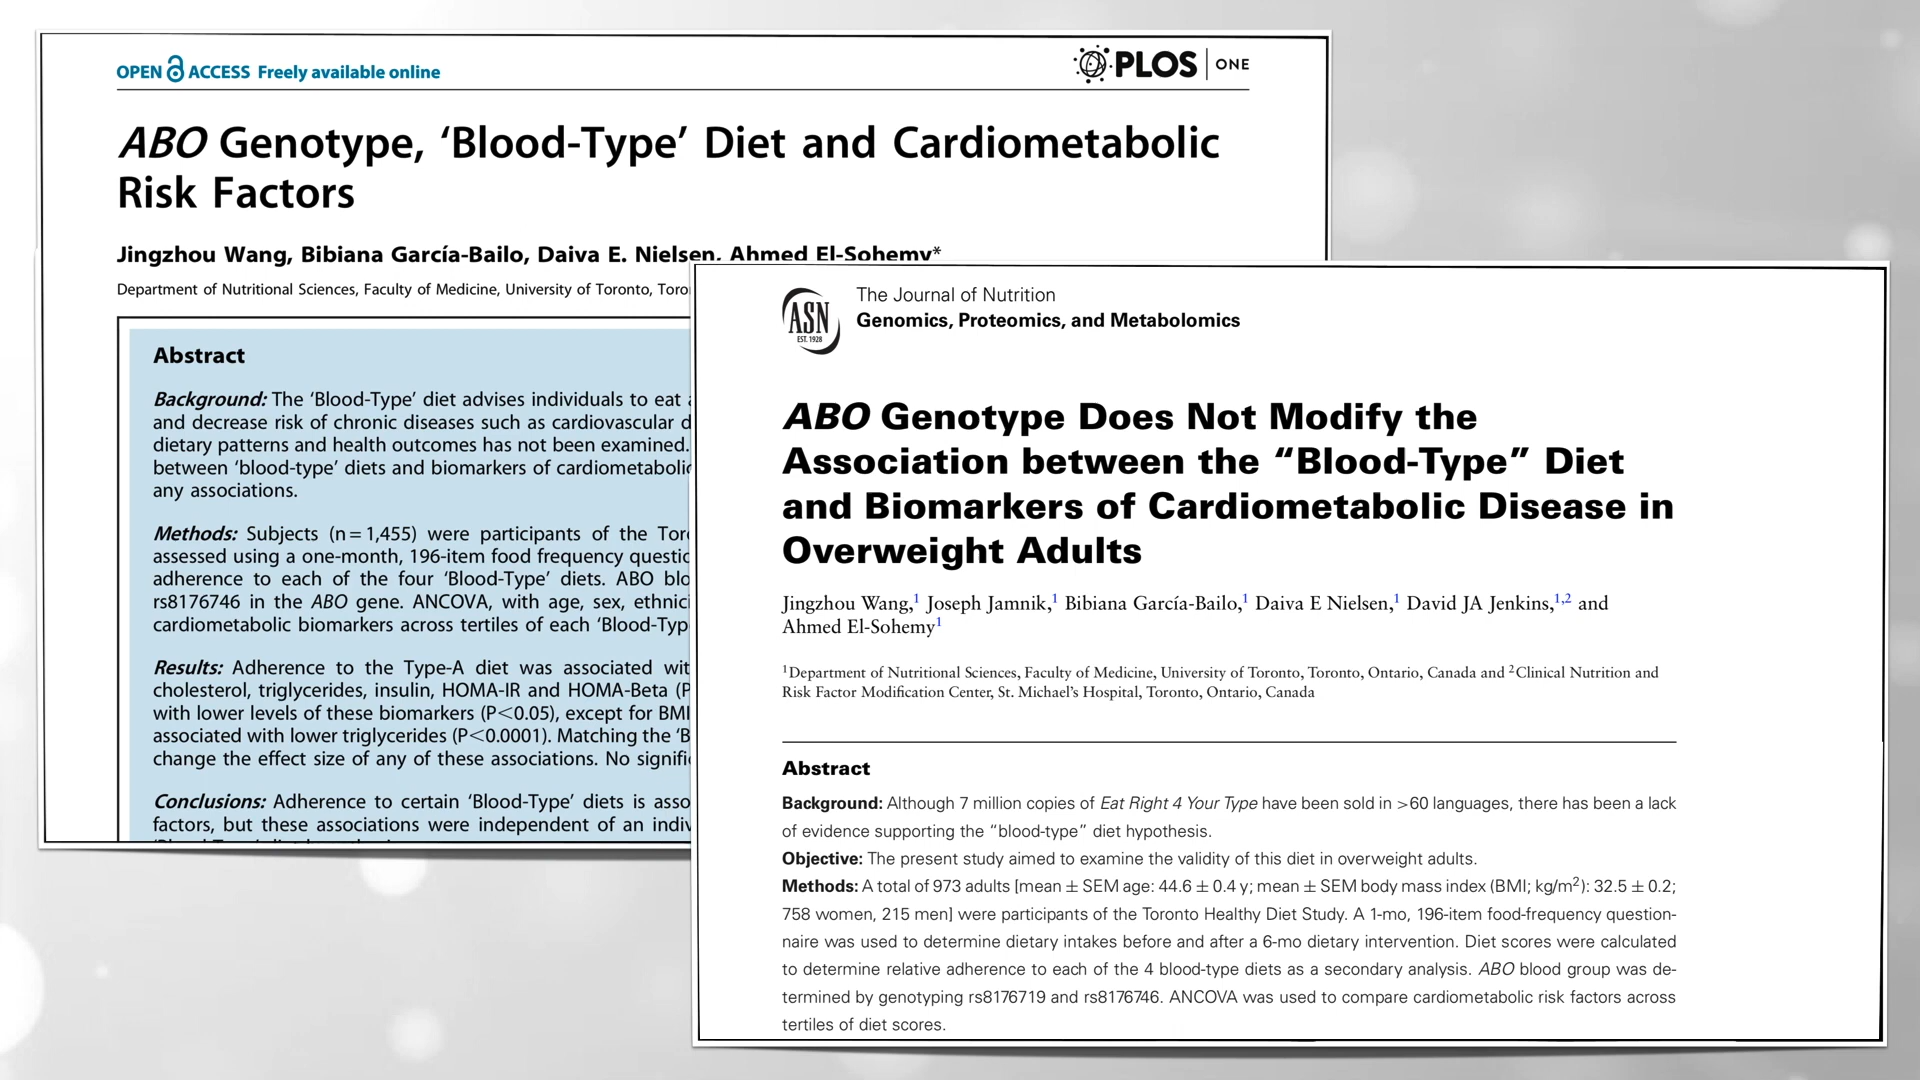 OPEN ACCESS Freely available online
PLOS ONE
ABO Genotype, ‘Blood-Type’ Diet and Cardiometabolic
Risk Factors
Jingzhou Wang, Bibiana García-Bailo, Daiva E. Nielsen, Ahmed El-Sohemy*
Department of Nutritional Sciences, Faculty of Medicine, University of Toronto, Toro
Abstract
Background: The ‘Blood-Type’ diet advises individuals to eat
and decrease risk of chronic diseases such as cardiovascular d
dietary patterns and health outcomes has not been examined.
between ‘blood-type’ diets and biomarkers of cardiometabolic
any associations.
Methods: Subjects (n=1,455) were participants of the Toro
assessed using a one-month, 196-item food frequency questio
adherence to each of the four ‘Blood-Type’ diets. ABO blo
rs8176746 in the ABO gene. ANCOVA, with age, sex, ethnici
cardiometabolic biomarkers across tertiles of each ‘Blood-Typ
Results: Adherence to the Type-A diet was associated wit
cholesterol, triglycerides, insulin, HOMA-IR and HOMA-Beta (P
with lower levels of these biomarkers (P<0.05), except for BMI
associated with lower triglycerides (P<0.0001). Matching the ‘B
change the effect size of any of these associations. No signifi
Conclusions: Adherence to certain ‘Blood-Type’ diets is asso
factors, but these associations were independent of an indiv
ASN
EST. 1928
The Journal of Nutrition
Genomics, Proteomics, and Metabolomics
ABO Genotype Does Not Modify the
Association between the “Blood-Type” Diet
and Biomarkers of Cardiometabolic Disease in
Overweight Adults
Jingzhou Wang,1 Joseph Jamnik,1 Bibiana García-Bailo,1 Daiva E Nielsen,1 David JA Jenkins,1,2 and
Ahmed El-Sohemy1
1Department of Nutritional Sciences, Faculty of Medicine, University of Toronto, Toronto, Ontario, Canada and 2Clinical Nutrition and
Risk Factor Modification Center, St. Michael’s Hospital, Toronto, Ontario, Canada
Abstract
Background: Although 7 million copies of Eat Right 4 Your Type have been sold in >60 languages, there has been a lack
of evidence supporting the “blood-type” diet hypothesis.
Objective: The present study aimed to examine the validity of this diet in overweight adults.
Methods: A total of 973 adults [mean ± SEM age: 44.6 ± 0.4 y; mean ± SEM body mass index (BMI; kg/m2): 32.5 ± 0.2;
758 women, 215 men] were participants of the Toronto Healthy Diet Study. A 1-mo, 196-item food-frequency question-
naire was used to determine dietary intakes before and after a 6-mo dietary intervention. Diet scores were calculated
to determine relative adherence to each of the 4 blood-type diets as a secondary analysis. ABO blood group was de-
termined by genotyping rs8176719 and rs8176746. ANCOVA was used to compare cardiometabolic risk factors across
tertiles of diet scores.